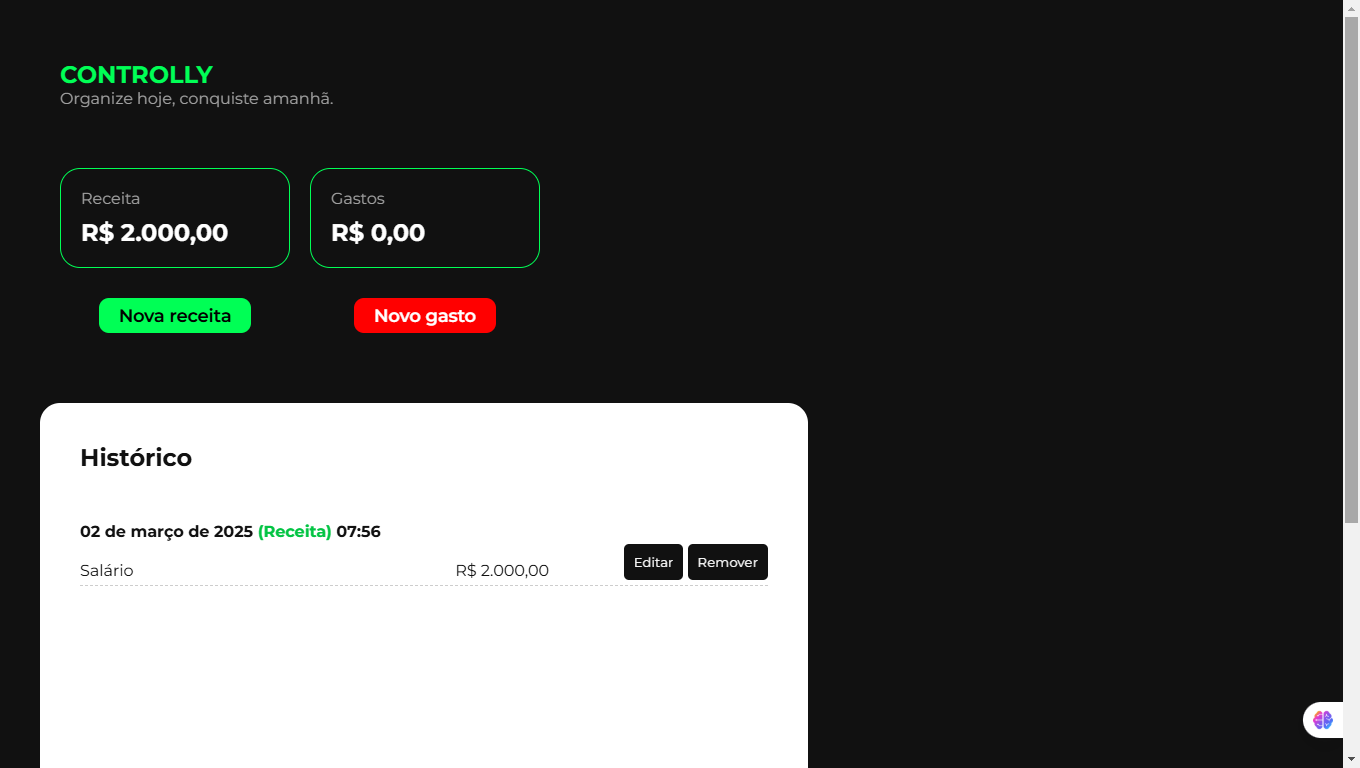 CONTROLLY
Organize hoje, conquiste amanhã.
Receita
R$ 2.000,00
Gastos
R$ 0,00
Nova receita
Novo gasto
Histórico
02 de março de 2025 (Receita) 07:56
Salário R$ 2.000,00 Editar Remover